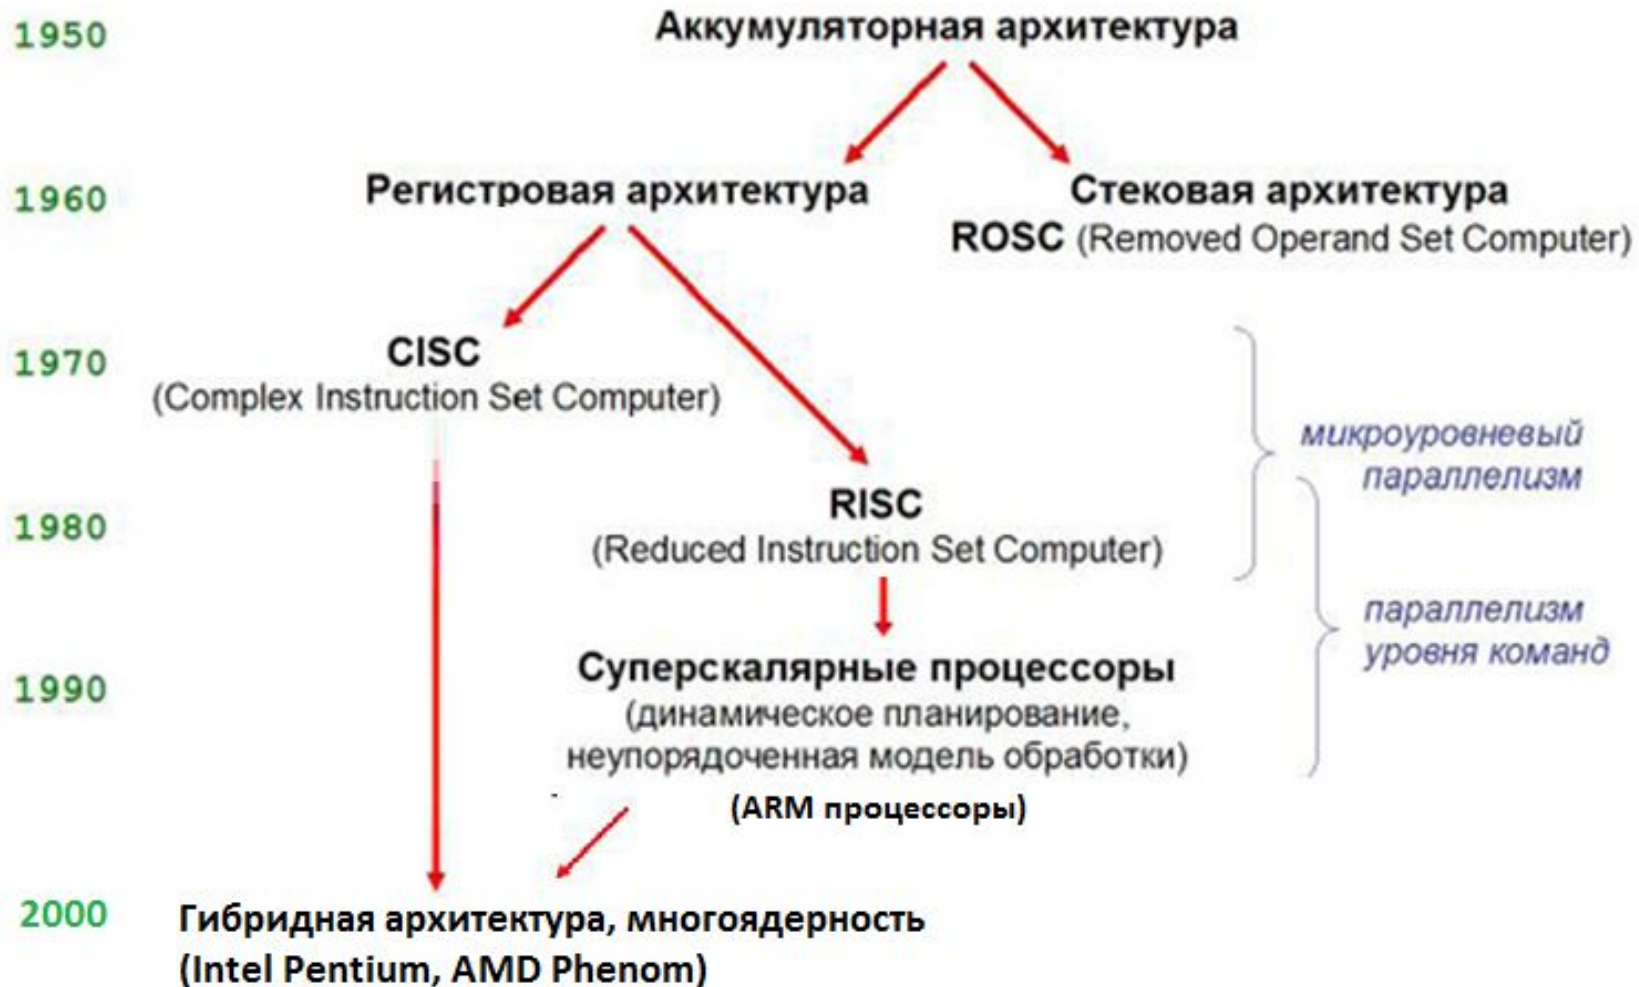 1950
Аккумуляторная архитектура
1960
Регистровая архитектура
Стековая архитектура
ROSC (Removed Operand Set Computer)
1970
CISC
(Complex Instruction Set Computer)
микроуровневый
параллелизм
1980
RISC
(Reduced Instruction Set Computer)
параллелизм
уровня команд
1990
Суперскалярные процессоры
(динамическое планирование,
неупорядоченная модель обработки)
(ARM процессоры)
2000
Гибридная архитектура, многоядерность
(Intel Pentium, AMD Phenom)